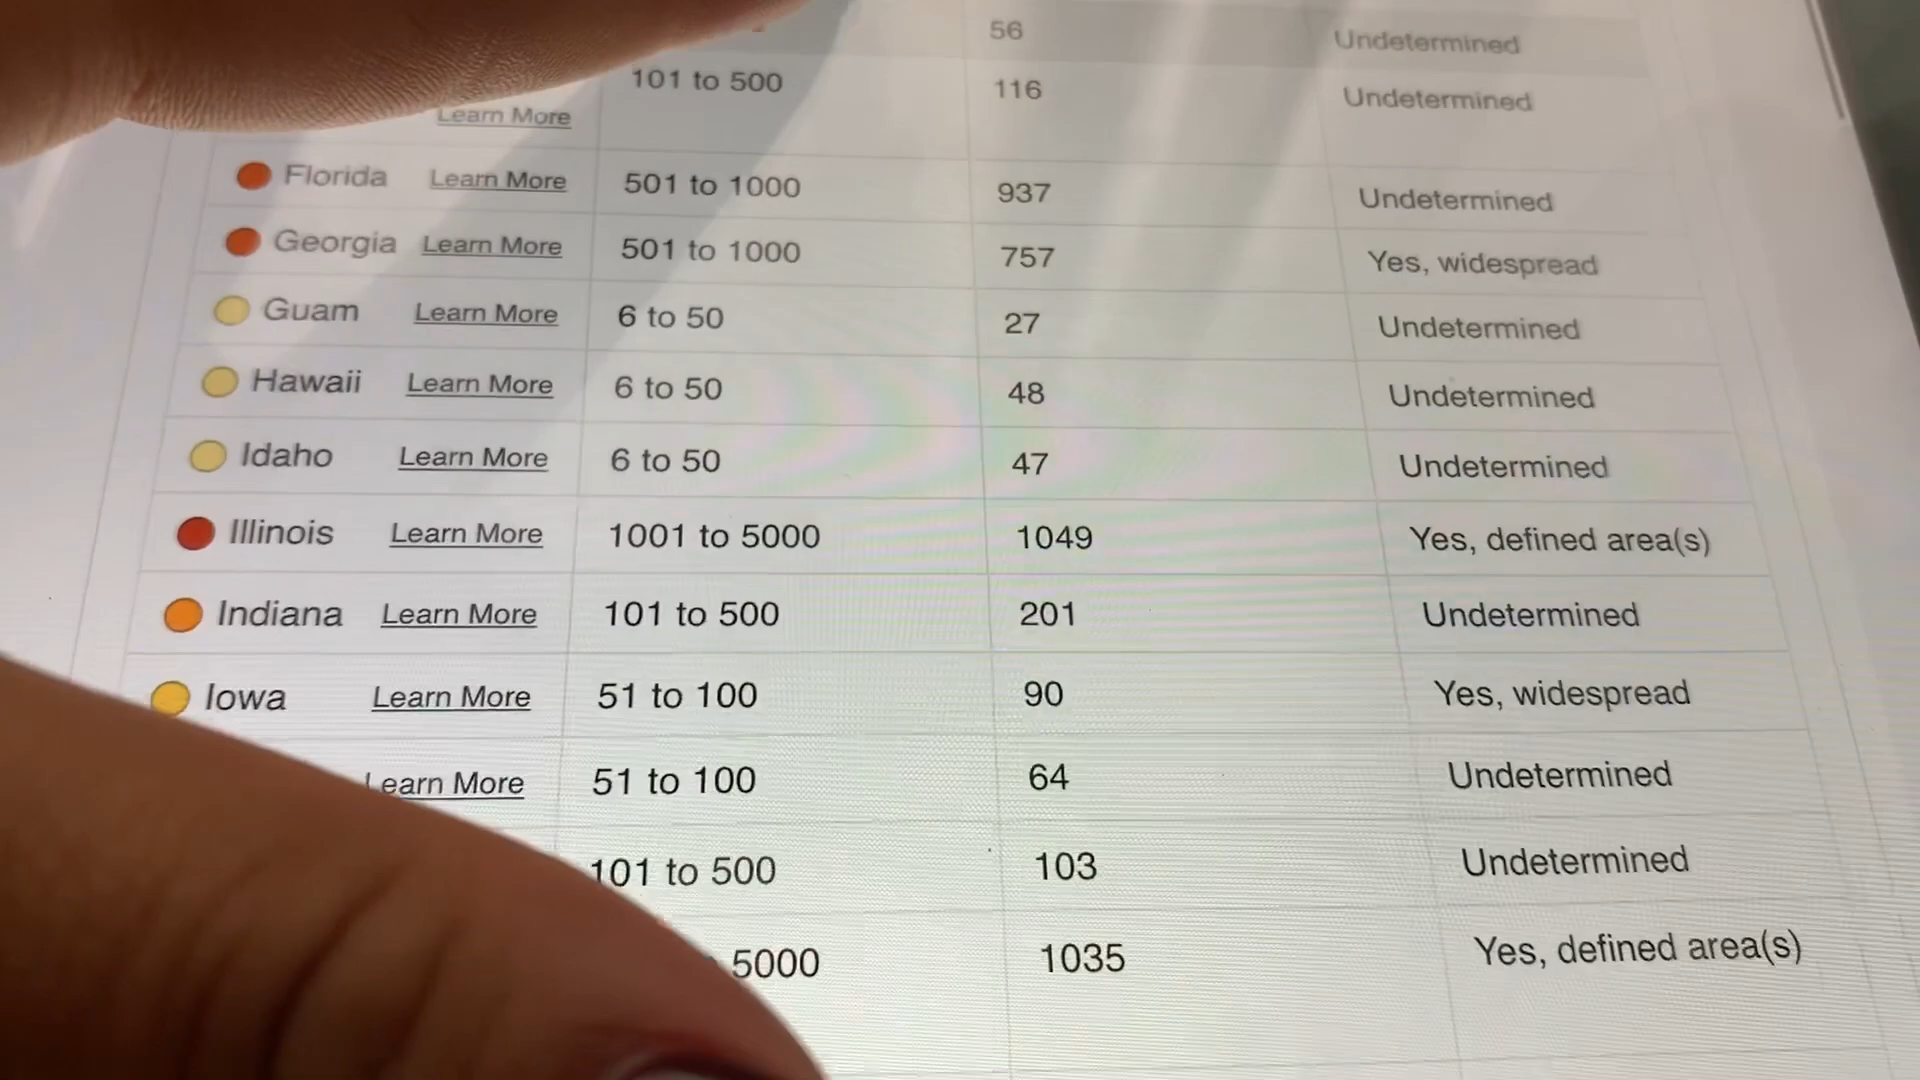 56 Undetermined
101 to 500 116 Undetermined
Learn More
Florida Learn More 501 to 1000 937 Undetermined
Georgia Learn More 501 to 1000 757 Yes, widespread
Guam Learn More 6 to 50 27 Undetermined
Hawaii Learn More 6 to 50 48 Undetermined
Idaho Learn More 6 to 50 47 Undetermined
Illinois Learn More 1001 to 5000 1049 Yes, defined area(s)
Indiana Learn More 101 to 500 201 Undetermined
Iowa Learn More 51 to 100 90 Yes, widespread
Learn More 51 to 100 64 Undetermined
101 to 500 103 Undetermined
5000 1035 Yes, defined area(s)